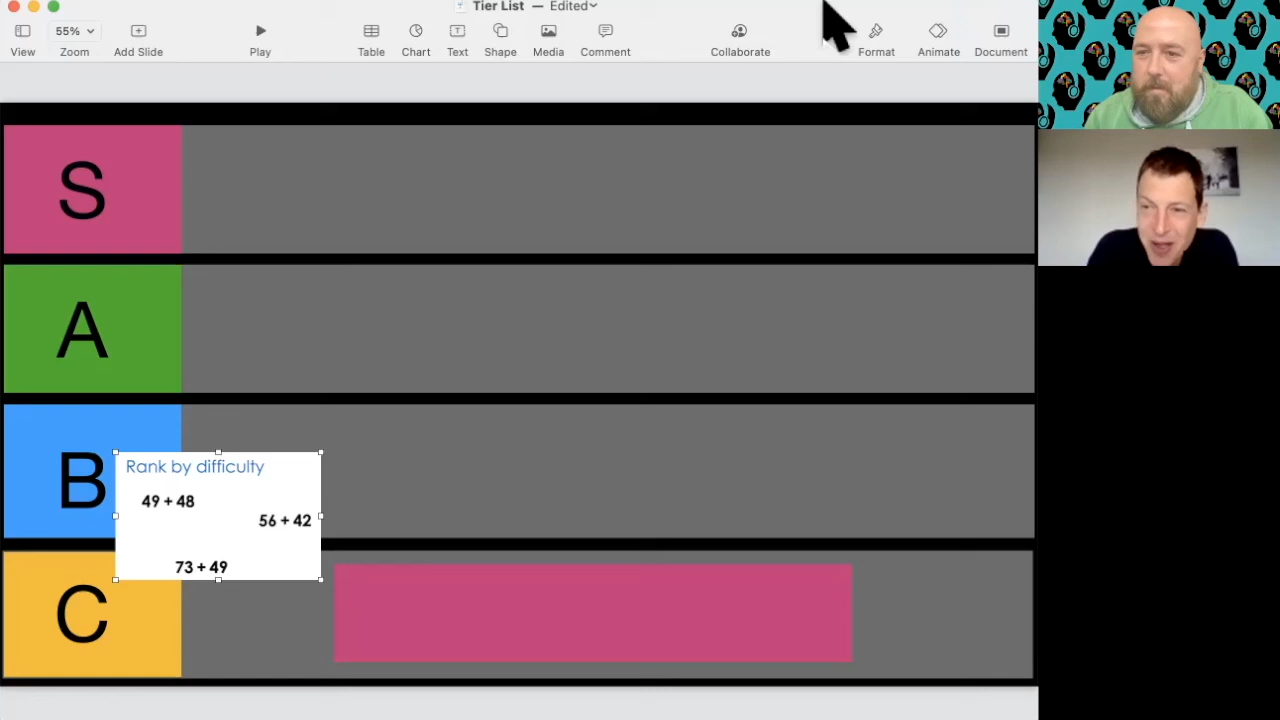 Tier List — Edited
55%
View Zoom Add Slide Play Table Chart Text Shape Media Comment Collaborate Format Animate Document
S
A
B
Rank by difficulty
49 + 48
56 + 42
73 + 49
C